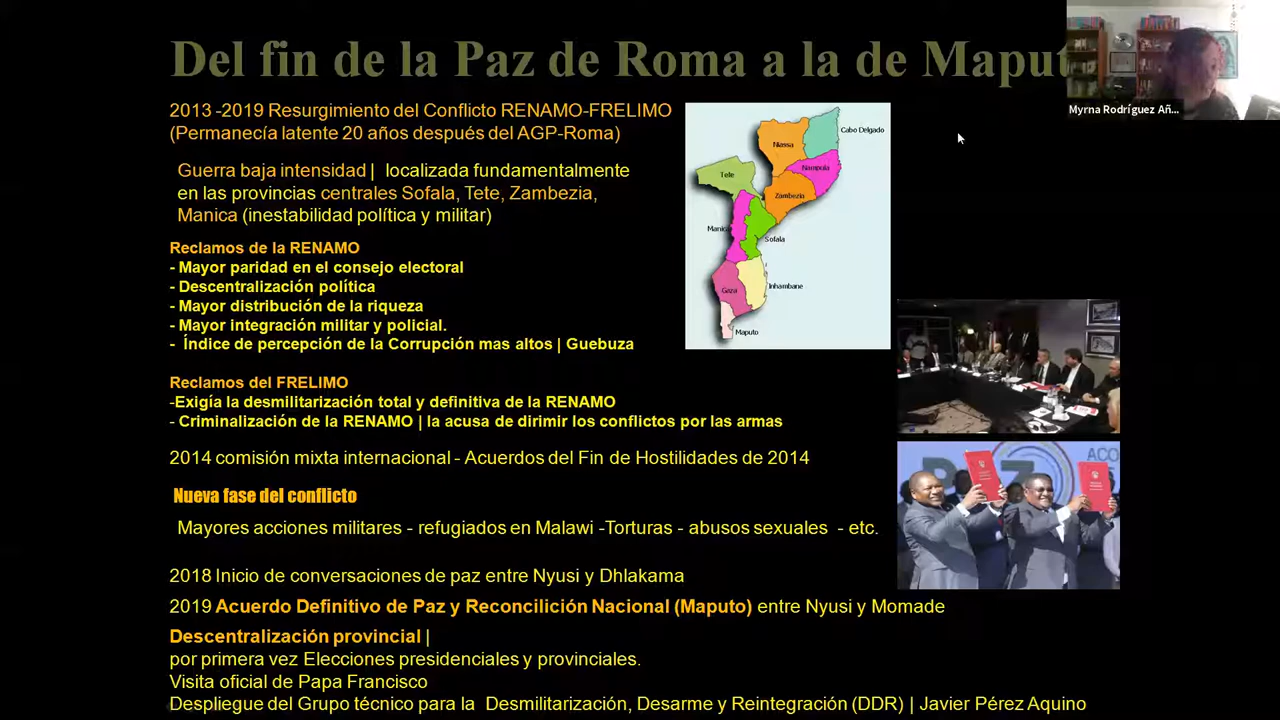 Del fin de la Paz de Roma a la de Maput
Myrna Rodríguez Añ...
2013 -2019 Resurgimiento del Conflicto RENAMO-FRELIMO
(Permanecía latente 20 años después del AGP-Roma)
Guerra baja intensidad | localizada fundamentalmente
en las provincias centrales Sofala, Tete, Zambezia,
Manica (inestabilidad política y militar)
Reclamos de la RENAMO
- Mayor paridad en el consejo electoral
- Descentralización política
- Mayor distribución de la riqueza
- Mayor integración militar y policial.
- Índice de percepción de la Corrupción mas altos | Guebuza
Cabo Delgado
Niassa
Nampula
Tete
Zambezia
Manica
Sofala
Gaza
Inhambane
Maputo
Reclamos del FRELIMO
-Exigía la desmilitarización total y definitiva de la RENAMO
- Criminalización de la RENAMO | la acusa de dirimir los conflictos por las armas
2014 comisión mixta internacional - Acuerdos del Fin de Hostilidades de 2014
Nueva fase del conflicto
Mayores acciones militares - refugiados en Malawi -Torturas - abusos sexuales - etc.
ACO
2018 Inicio de conversaciones de paz entre Nyusi y Dhlakama
2019 Acuerdo Definitivo de Paz y Reconcilición Nacional (Maputo) entre Nyusi y Momade
Descentralización provincial |
por primera vez Elecciones presidenciales y provinciales.
Visita oficial de Papa Francisco
Despliegue del Grupo técnico para la Desmilitarización, Desarme y Reintegración (DDR) | Javier Pérez Aquino